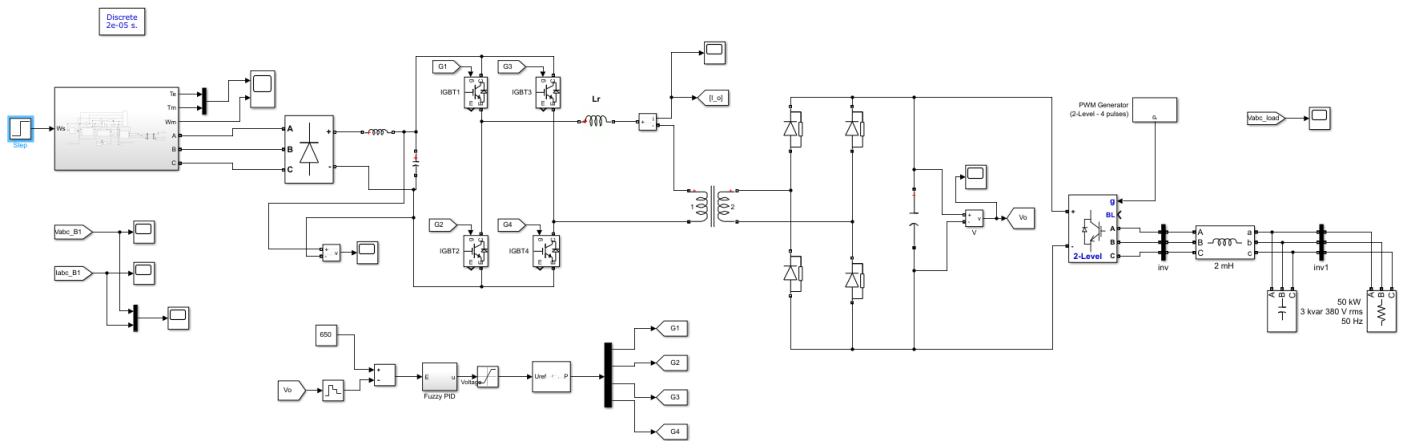 Discrete
2e-05 s.
Step
Ws
Te
Tm
Wm
A
B
C
A
B
C
+
-
G1
G3
g
C
E
IGBT1
g
C
E
IGBT3
G2
G4
g
C
E
IGBT2
g
C
E
IGBT4
Lr
+
i
-
[I_o]
1
2
+
-
v
V
Vo
+
-
v
PWM Generator
(2-Level - 4 pulses)
P
Vabc_load
g
BL
+
A
B
-
C
2-Level
inv
A
B
C
a
b
c
2 mH
inv1
A
B
C
A
B
C
50 kW
3 kvar 380 V rms
50 Hz
Vabc_B1
Iabc_B1
650
Vo
+
-
E
u
Fuzzy PID
Voltage
Uref
P
G1
G2
G3
G4